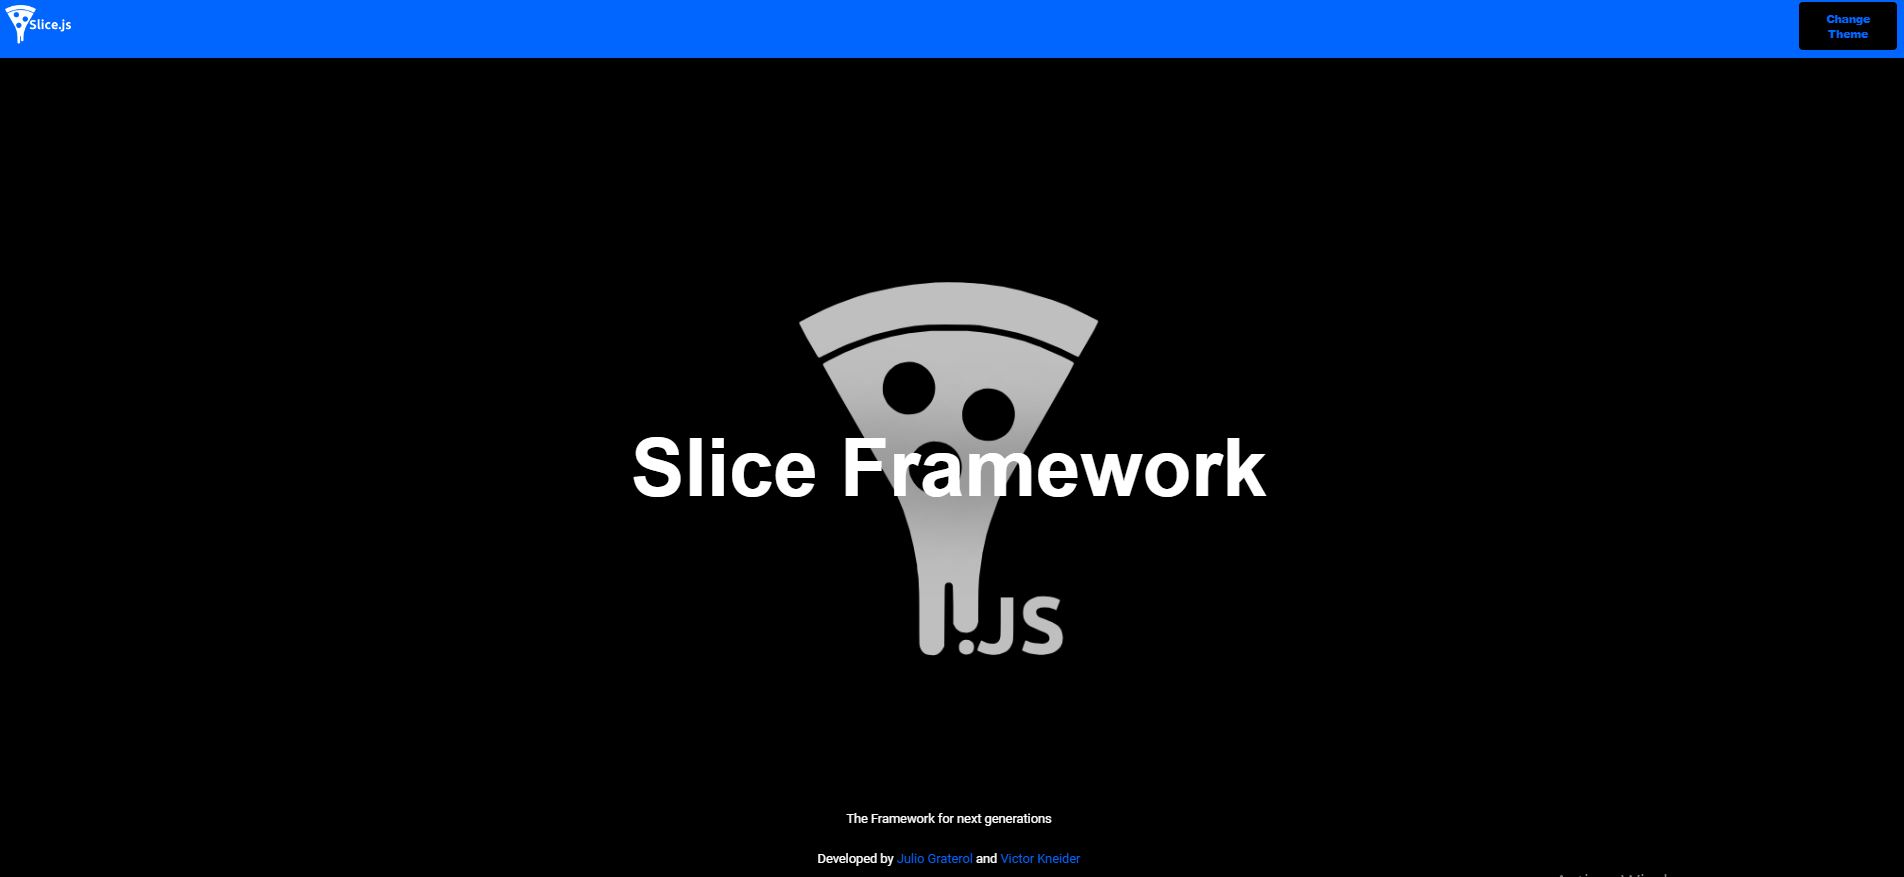 Slice.js
Change
Theme
Slice Framework
.JS
The Framework for next generations
Developed by Julio Graterol and Victor Kneider